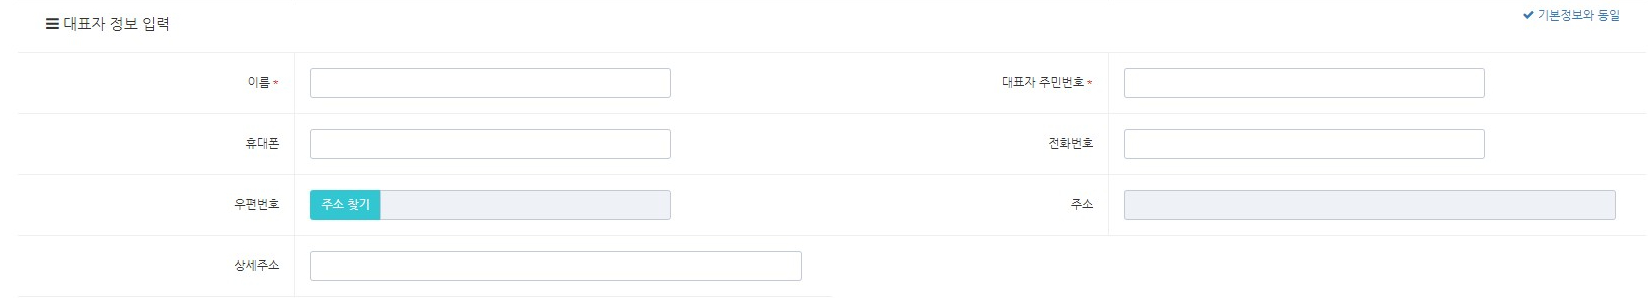 대표자 정보 입력
기본정보와 동일
이름 *
대표자 주민번호 *
휴대폰
전화번호
우편번호
주소 찾기
주소
상세주소